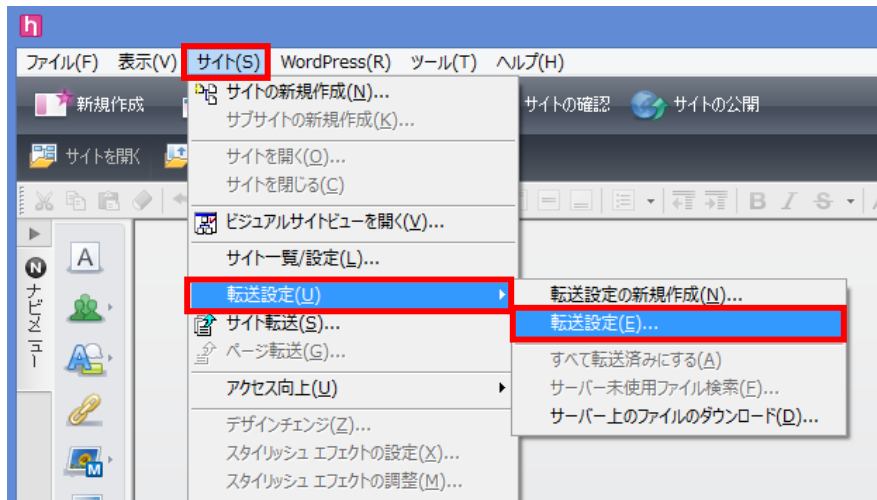 h
ファイル(F) 表示(V) サイト(S) WordPress(R) ツール(T) ヘルプ(H)
新規作成 サイトの確認 サイトの公開
サイトを開く
B I S
ナビメニュー
サイトの新規作成(N)...
サブサイトの新規作成(K)...
サイトを開く(O)...
サイトを閉じる(C)
ビジュアルサイトビューを開く(V)...
サイト一覧/設定(L)...
転送設定(U)
サイト転送(S)...
ページ転送(G)...
アクセス向上(U)
デザインチェンジ(Z)...
スタイリッシュ エフェクトの設定(X)...
スタイリッシュ エフェクトの調整(M)...
転送設定の新規作成(N)...
転送設定(E)...
すべて転送済みにする(A)
サーバー未使用ファイル検索(F)...
サーバー上のファイルのダウンロード(D)...